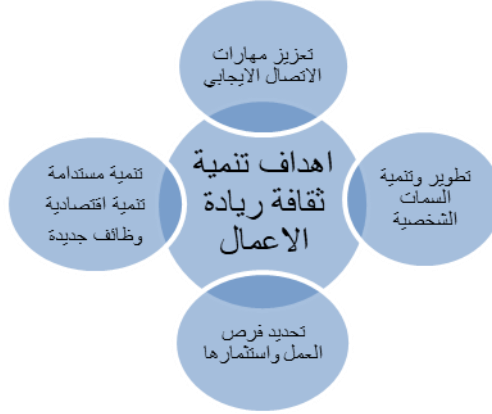 تعزيز مهارات
الاتصال الايجابي
اهداف تنمية
ثقافة ريادة
الاعمال
تطوير وتنمية
السمات
الشخصية
تنمية مستدامة
تنمية اقتصادية
وظائف جديدة
تحديد فرص
العمل واستثمارها